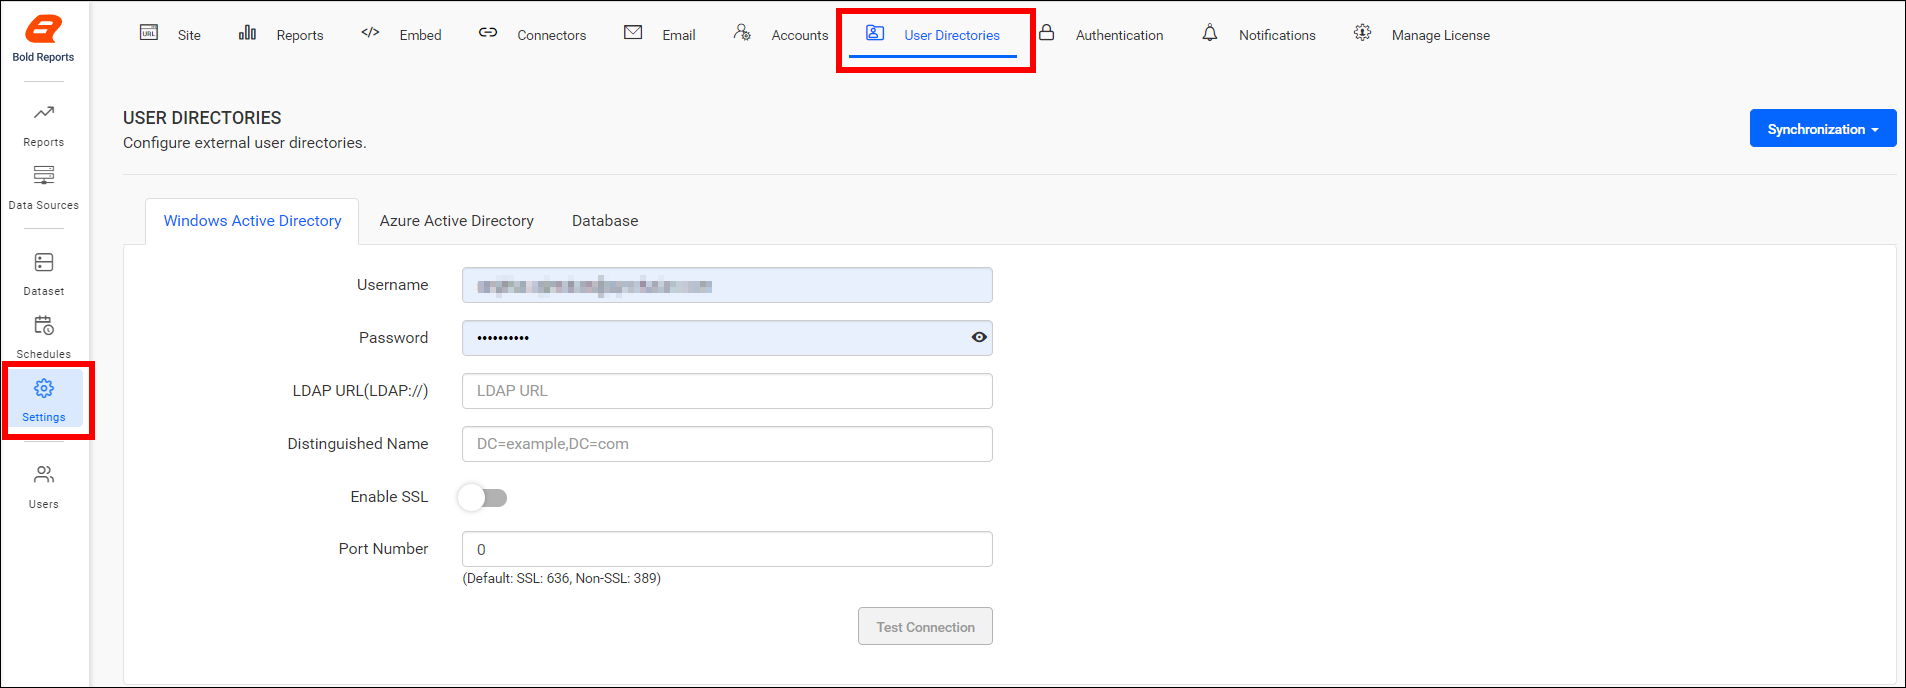 Bold Reports
Reports
Data Sources
Dataset
Schedules
Settings
Users
URL Site
Reports
</> Embed
Connectors
Email
Accounts
User Directories
Authentication
Notifications
Manage License
USER DIRECTORIES
Configure external user directories.
Synchronization
Windows Active Directory
Azure Active Directory
Database
Username
Password ••••••••••
LDAP URL(LDAP://) LDAP URL
Distinguished Name DC=example,DC=com
Enable SSL
Port Number 0
(Default: SSL: 636, Non-SSL: 389)
Test Connection